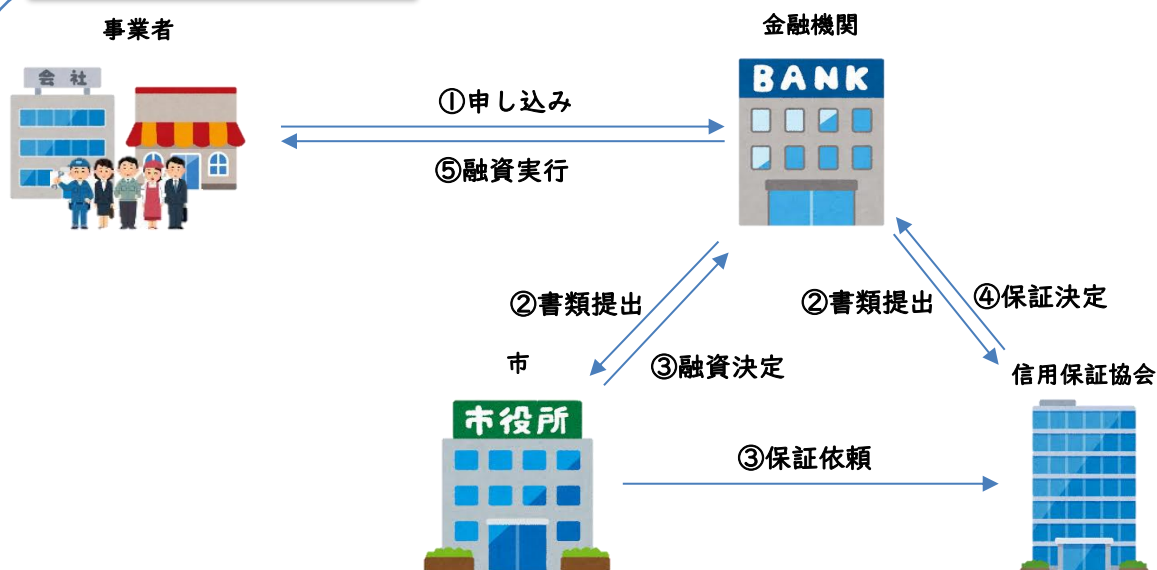 事業者
金融機関
会社
BANK
①申し込み
⑤融資実行
②書類提出
②書類提出
④保証決定
③融資決定
市
信用保証協会
市役所
③保証依頼